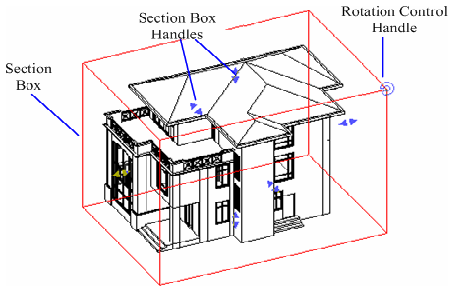 Section Box
Handles
Rotation Control
Handle
Section
Box